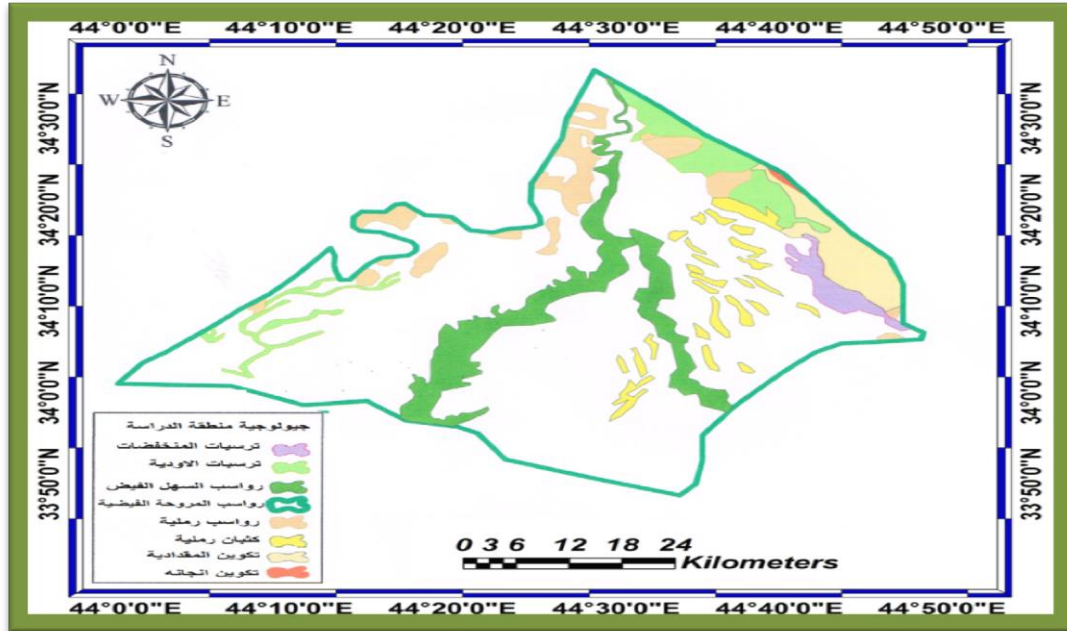 44°0'0"E 44°10'0"E 44°20'0"E 44°30'0"E 44°40'0"E 44°50'0"E
N
W E
S
34°30'0"N 34°30'0"N
34°20'0"N 34°20'0"N
34°10'0"N 34°10'0"N
34°0'0"N 34°0'0"N
33°50'0"N 33°50'0"N
جيولوجية منطقة الدراسة
ترسبات المنخفضات
ترسبات الاودية
رواسب السهل الفيض
رواسب المروحة الفيضية
رواسب رملية
كثبان رملية
تكوين المقدادية
تكوين انجانه
0 3 6 12 18 24
Kilometers
44°0'0"E 44°10'0"E 44°20'0"E 44°30'0"E 44°40'0"E 44°50'0"E